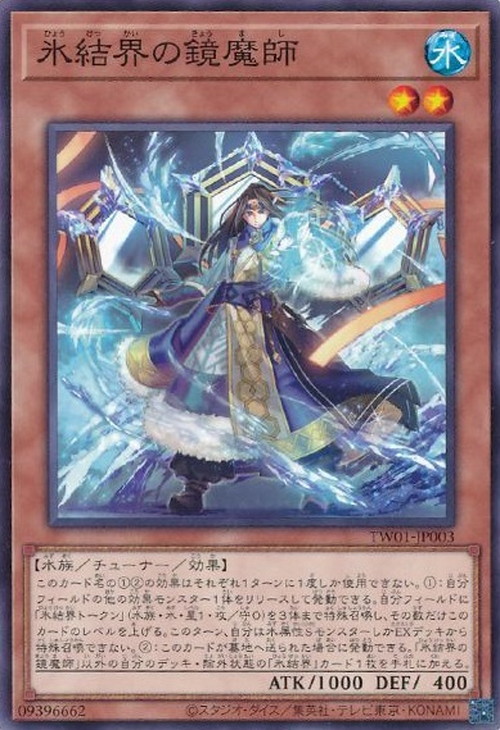 氷結界の鏡魔師
水
TW01-JP003
【水族／チューナー／効果】
このカード名の①②の効果はそれぞれ1ターンに1度しか使用できない。①：自分
フィールドの他の効果モンスター1体をリリースして発動できる。自分フィールドに
「氷結界トークン」（水族・水・星1・攻／守0）を3体まで特殊召喚し、その数だけこ
のカードのレベルを上げる。このターン、自分は水属性SモンスターしかEXデッキから
特殊召喚できない。②：このカードが墓地へ送られた場合に発動できる。「氷結界の
鏡魔師」以外の自分のデッキ・除外状態の「氷結界」カード1枚を手札に加える。
ATK/1000 DEF/ 400
09396662
©スタジオ・ダイス／集英社・テレビ東京・KONAMI